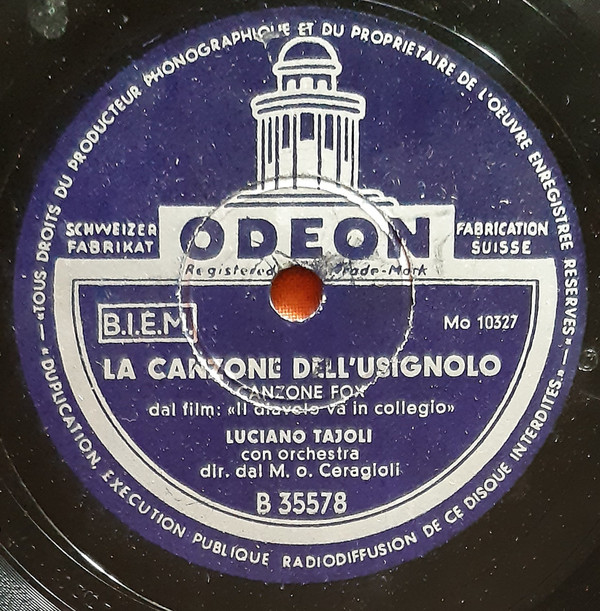 «TOUS DROITS DU PRODUCTEUR PHONOGRAPHIQUE ET DU PROPRIETAIRE DE L'OEUVRE ENREGISTREE RESERVES»
SCHWEIZER FABRIKAT
ODEON
FABRICATION SUISSE
Registered Trade-Mark
B.I.E.M.
Mo 10327
LA CANZONE DELL'USIGNOLO
CANZONE FOX
dal film: «Il diavolo va in collegio»
LUCIANO TAJOLI
con orchestra
dir. dal M. o. Ceragioli
B 35578
«DUPLICATION, EXECUTION PUBLIQUE RADIODIFFUSION DE CE DISQUE INTERDITES.»